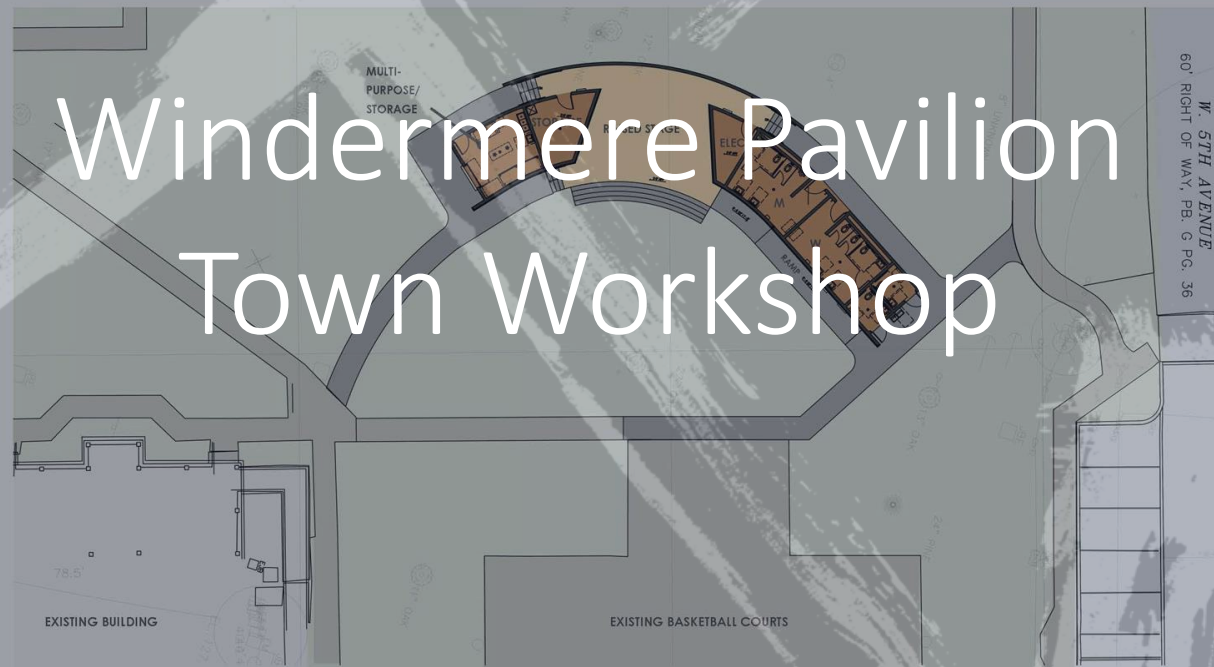 MULTI-
PURPOSE/
STORAGE
Windermere Pavilion
Town Workshop
RAISED STAGE
ELEC
M
W
RAMP
W. 5TH AVENUE
60' RIGHT OF WAY, PB. G PG. 36
78.5'
EXISTING BUILDING
EXISTING BASKETBALL COURTS